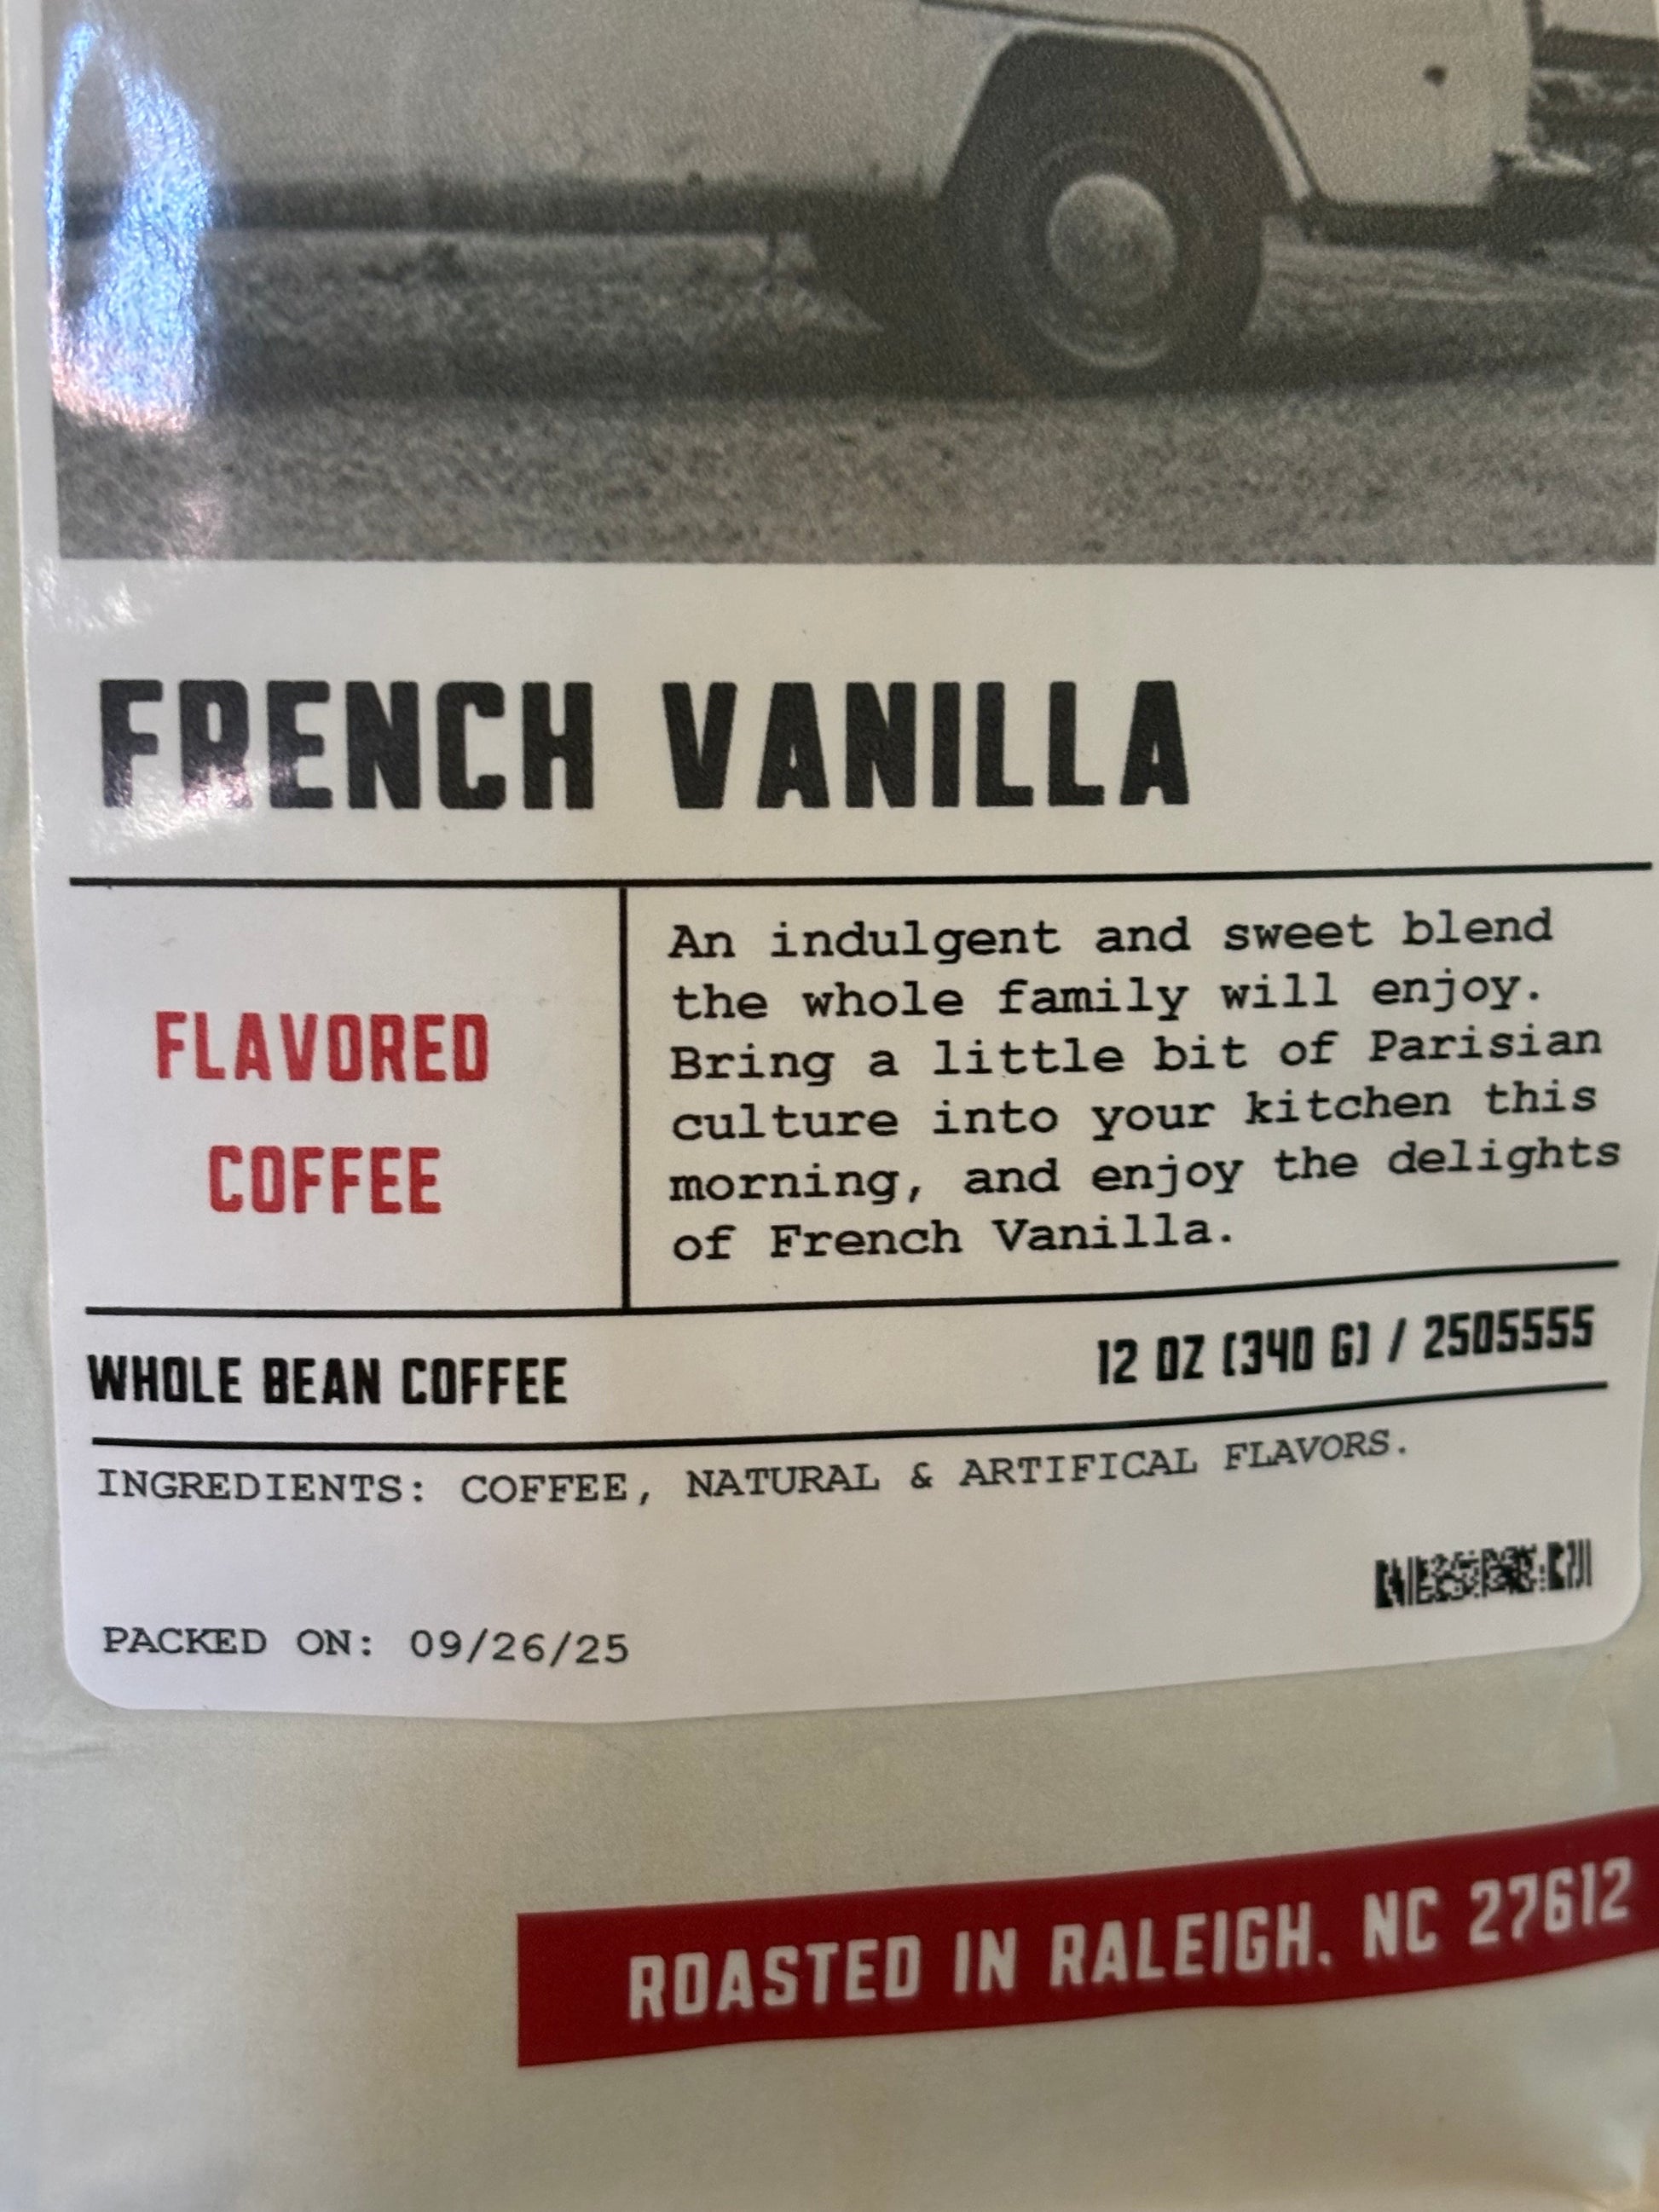 FRENCH VANILLA
FLAVORED
COFFEE
An indulgent and sweet blend
the whole family will enjoy.
Bring a little bit of Parisian
culture into your kitchen this
morning, and enjoy the delights
of French Vanilla.
WHOLE BEAN COFFEE
12 OZ (340 G) / 2505555
INGREDIENTS: COFFEE, NATURAL & ARTIFICAL FLAVORS.
PACKED ON: 09/26/25
ROASTED IN RALEIGH, NC 27612